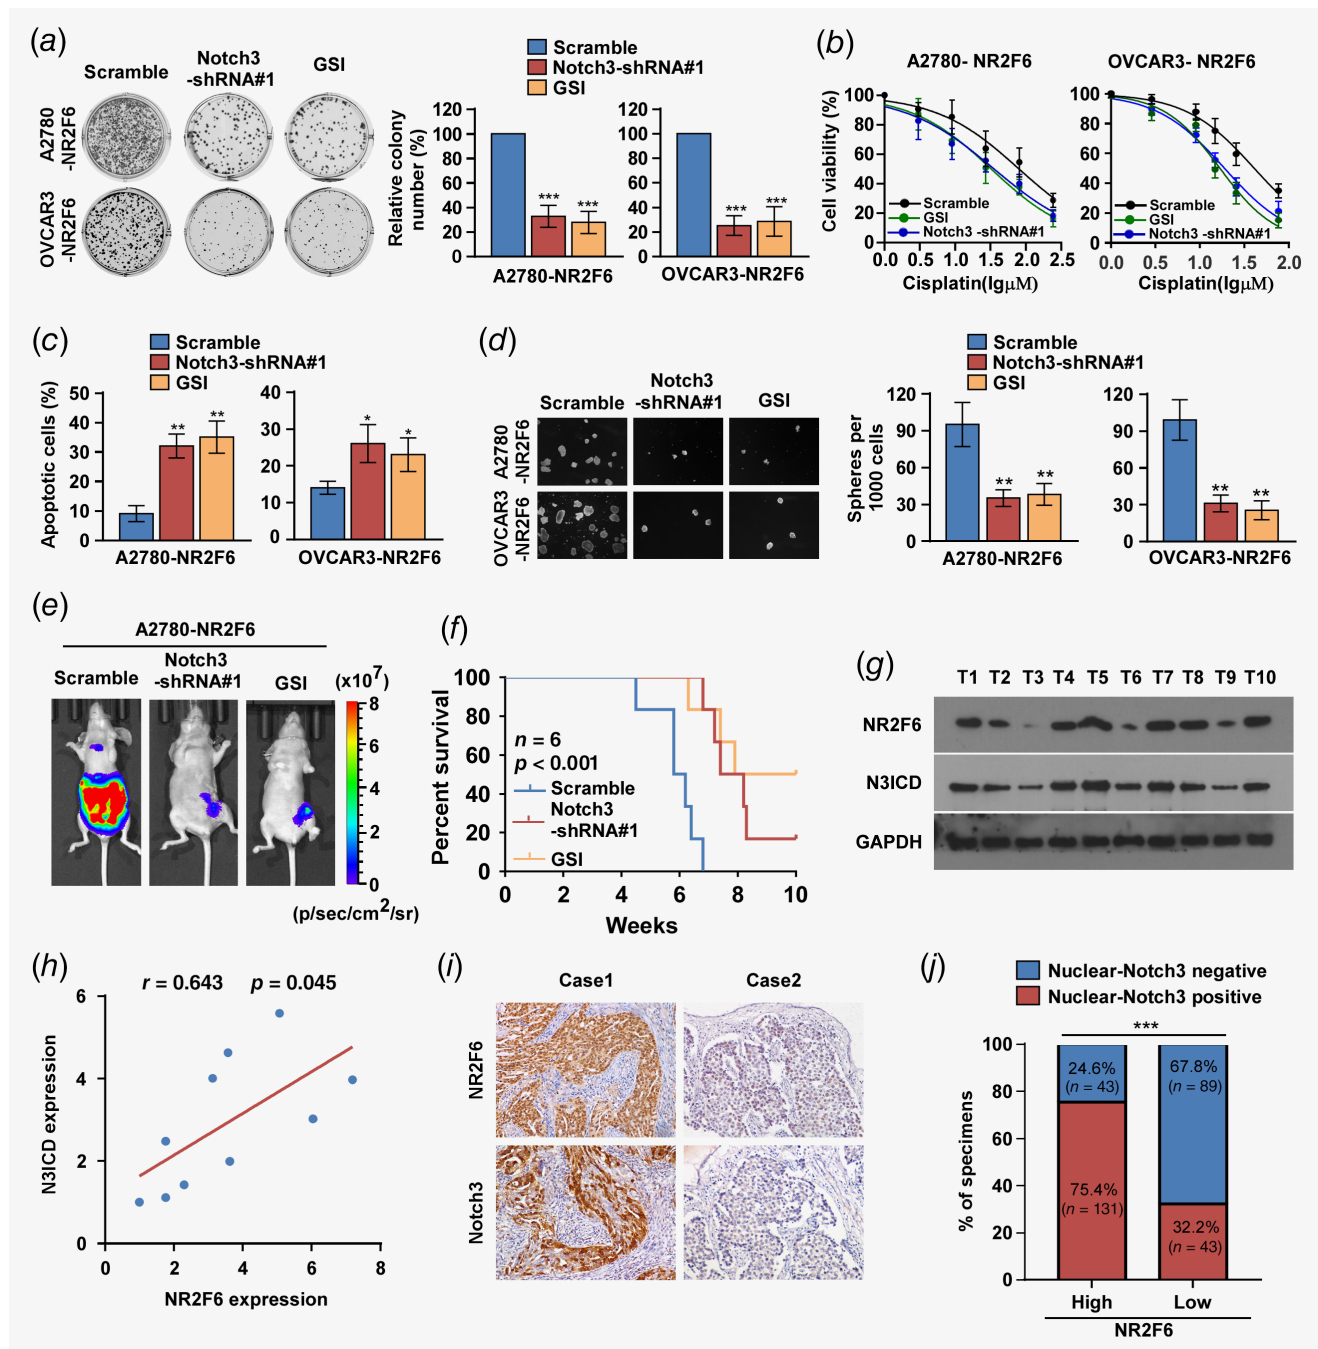 (a)
Scramble
Notch3
-shRNA#1
GSI
A2780
-NR2F6
OVCAR3
-NR2F6
Scramble
Notch3-shRNA#1
GSI
Relative colony
number (%)
120
100
80
60
40
20
0
***
***
A2780-NR2F6
120
100
80
60
40
20
0
***
***
OVCAR3-NR2F6
(b)
A2780- NR2F6
Cell viability (%)
100
80
60
40
20
0
Scramble
GSI
Notch3 -shRNA#1
0.0 0.5 1.0 1.5 2.0 2.5
Cisplatin(lgμM)
OVCAR3- NR2F6
100
80
60
40
20
0
Scramble
GSI
Notch3 -shRNA#1
0.0 0.5 1.0 1.5 2.0
Cisplatin(lgμM)
(c)
Scramble
Notch3-shRNA#1
GSI
Apoptotic cells (%)
50
40
30
20
10
0
**
**
A2780-NR2F6
40
30
20
10
0
*
*
OVCAR3-NR2F6
(d)
Scramble
Notch3
-shRNA#1
GSI
A2780
-NR2F6
OVCAR3
-NR2F6
Scramble
Notch3-shRNA#1
GSI
Spheres per
1000 cells
120
90
60
30
0
**
**
A2780-NR2F6
120
90
60
30
0
**
**
OVCAR3-NR2F6
(e)
A2780-NR2F6
Scramble
Notch3
-shRNA#1
GSI
(x10⁷)
8
6
4
2
0
(p/sec/cm²/sr)
(f)
Percent survival
100
80
60
40
20
0
n = 6
p < 0.001
Scramble
Notch3
-shRNA#1
GSI
0 2 4 6 8 10
Weeks
(g)
T1 T2 T3 T4 T5 T6 T7 T8 T9 T10
NR2F6
N3ICD
GAPDH
(h)
r = 0.643 p = 0.045
N3ICD expression
6
4
2
0
0 2 4 6 8
NR2F6 expression
(i)
Case1 Case2
NR2F6
Notch3
(j)
Nuclear-Notch3 negative
Nuclear-Notch3 positive
***
% of specimens
100
80
60
40
20
0
24.6%
(n = 43)
75.4%
(n = 131)
67.8%
(n = 89)
32.2%
(n = 43)
High Low
NR2F6